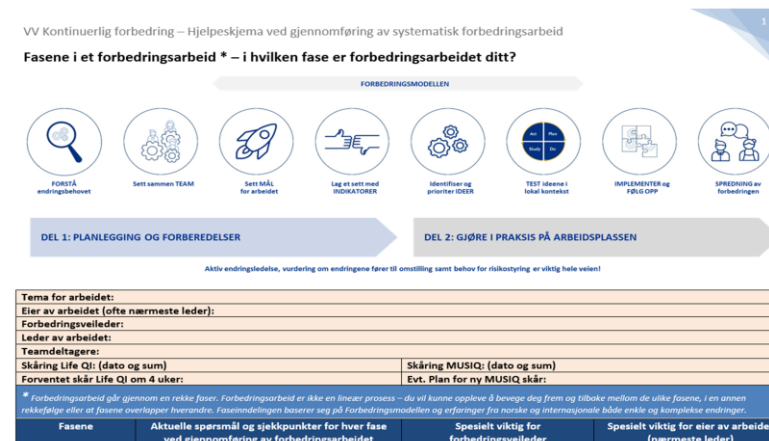 1
VV Kontinuerlig forbedring – Hjelpeskjema ved gjennomføring av systematisk forbedringsarbeid
Fasene i et forbedringsarbeid * – i hvilken fase er forbedringsarbeidet ditt?
FORBEDRINGSMODELLEN
Act Plan
Study Do
FORSTÅ
endringsbehovet
Sett sammen TEAM
Sett MÅL
for arbeidet
Lag et sett med
INDIKATORER
Identifiser og
prioriter IDEER
TEST ideene i
lokal kontekst
IMPLEMENTER og
FØLG OPP
SPREDNING av
forbedringen
DEL 1: PLANLEGGING OG FORBEREDELSER
DEL 2: GJØRE I PRAKSIS PÅ ARBEIDSPLASSEN
Aktiv endringsledelse, vurdering om endringene fører til omstilling samt behov for risikostyring er viktig hele veien!
Tema for arbeidet:
Eier av arbeidet (ofte nærmeste leder):
Forbedringsveileder:
Leder av arbeidet:
Teamdeltagere:
Skåring Life QI: (dato og sum) Skåring MUSIQ: (dato og sum)
Forventet skår Life QI om 4 uker: Evt. Plan for ny MUSIQ skår:
* Forbedringsarbeid går gjennom en rekke faser. Forbedringsarbeid er ikke en lineær prosess – du vil kunne oppleve å bevege deg frem og tilbake mellom de ulike fasene, i en annen
rekkefølge eller at fasene overlapper hverandre. Faseinndelingen baserer seg på Forbedringsmodellen og erfaringer fra norske og internasjonale både enkle og komplekse endringer.
Fasene Aktuelle spørsmål og sjekkpunkter for hver fase Spesielt viktig for Spesielt viktig for eier av arbeide
ved gjennomføring av forbedringsarbeidet forbedringsveileder (nærmeste leder)